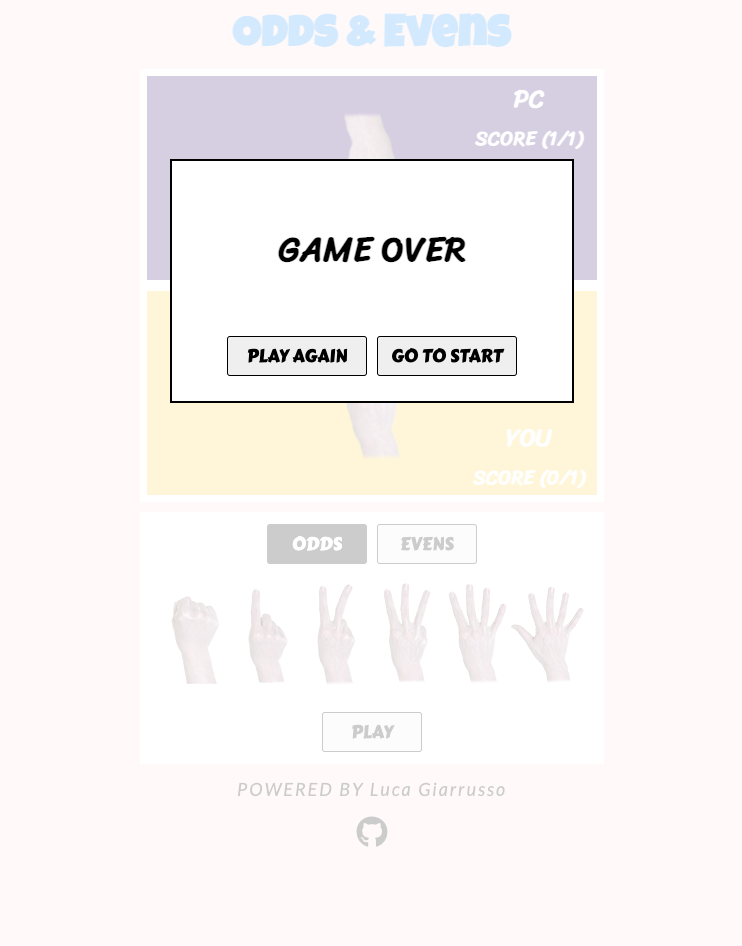 ODDS & EVENS
PC
SCORE (1/1)
GAME OVER
PLAY AGAIN GO TO START
YOU
SCORE (0/1)
ODDS EVENS
PLAY
POWERED BY Luca Giarrusso